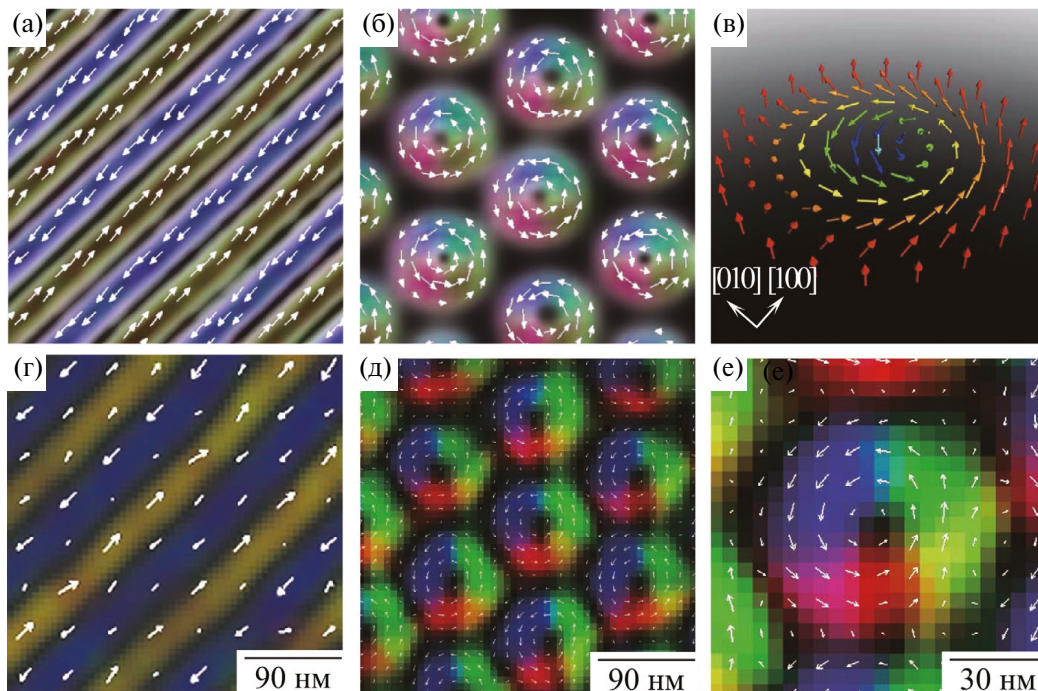 (а)
(б)
(в)
[010] [100]
(г)
90 нм
(д)
90 нм
(е)
(е)
30 нм